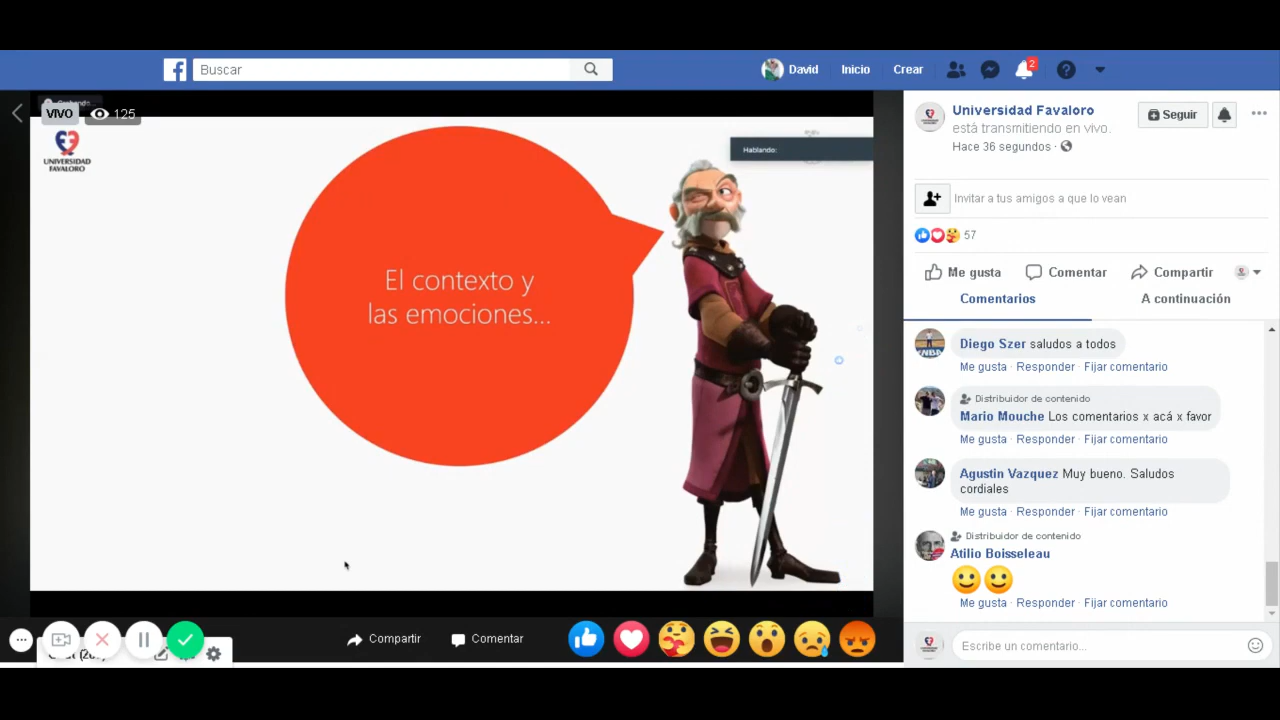 Buscar
David
Inicio
Crear
2
VIVO
125
UNIVERSIDAD
FAVALORO
Hablando:
El contexto y
las emociones...
Universidad Favaloro
está transmitiendo en vivo.
Hace 36 segundos ·
Seguir
Invitar a tus amigos a que lo vean
57
Me gusta
Comentar
Compartir
Comentarios
A continuación
Diego Szer saludos a todos
Me gusta · Responder · Fijar comentario
Distribuidor de contenido
Mario Mouche Los comentarios x acá x favor
Me gusta · Responder · Fijar comentario
Agustin Vazquez Muy bueno. Saludos
cordiales
Me gusta · Responder · Fijar comentario
Distribuidor de contenido
Atilio Boisseleau
Me gusta · Responder · Fijar comentario
Escribe un comentario...
Compartir
Comentar